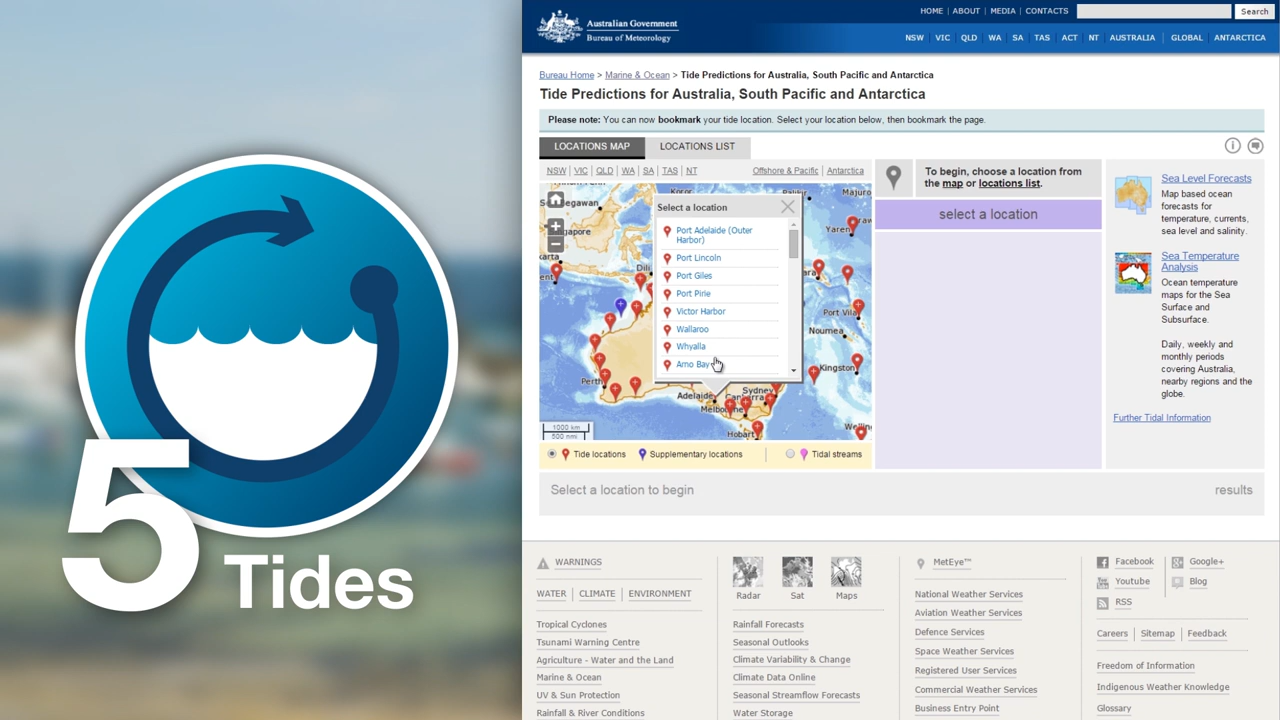 5
Tides
Australian Government
Bureau of Meteorology
HOME | ABOUT | MEDIA | CONTACTS
Search
NSW | VIC | QLD | WA | SA | TAS | ACT | NT | AUSTRALIA | GLOBAL | ANTARCTICA
Bureau Home > Marine & Ocean > Tide Predictions for Australia, South Pacific and Antarctica
Tide Predictions for Australia, South Pacific and Antarctica
Please note: You can now bookmark your tide location. Select your location below, then bookmark the page.
LOCATIONS MAP
LOCATIONS LIST
NSW | VIC | QLD | WA | SA | TAS | NT
Offshore & Pacific | Antarctica
Koror
Majuro
Select a location
Port Adelaide (Outer
Harbor)
Port Lincoln
Port Giles
Port Pirie
Victor Harbor
Wallaroo
Whyalla
Arno Bay
Yaren
Port Vila
Noumea
Kingston
Perth
Adelaide
Sydney
Canberra
Melbo
Hobart
1000 km
500 nmi
Tide locations
Supplementary locations
Tidal streams
To begin, choose a location from
the map or locations list.
select a location
Sea Level Forecasts
Map based ocean
forecasts for
temperature, currents,
sea level and salinity.
Sea Temperature
Analysis
Ocean temperature
maps for the Sea
Surface and
Subsurface.
Daily, weekly and
monthly periods
covering Australia,
nearby regions and the
globe.
Further Tidal Information
Select a location to begin
results
WARNINGS
WATER | CLIMATE | ENVIRONMENT
Tropical Cyclones
Tsunami Warning Centre
Agriculture - Water and the Land
Marine & Ocean
UV & Sun Protection
Rainfall & River Conditions
Radar
Sat
Maps
Rainfall Forecasts
Seasonal Outlooks
Climate Variability & Change
Climate Data Online
Seasonal Streamflow Forecasts
Water Storage
MetEye™
National Weather Services
Aviation Weather Services
Defence Services
Space Weather Services
Registered User Services
Commercial Weather Services
Business Entry Point
Facebook
Google+
Youtube
Blog
RSS
Careers | Sitemap | Feedback
Freedom of Information
Indigenous Weather Knowledge
Glossary